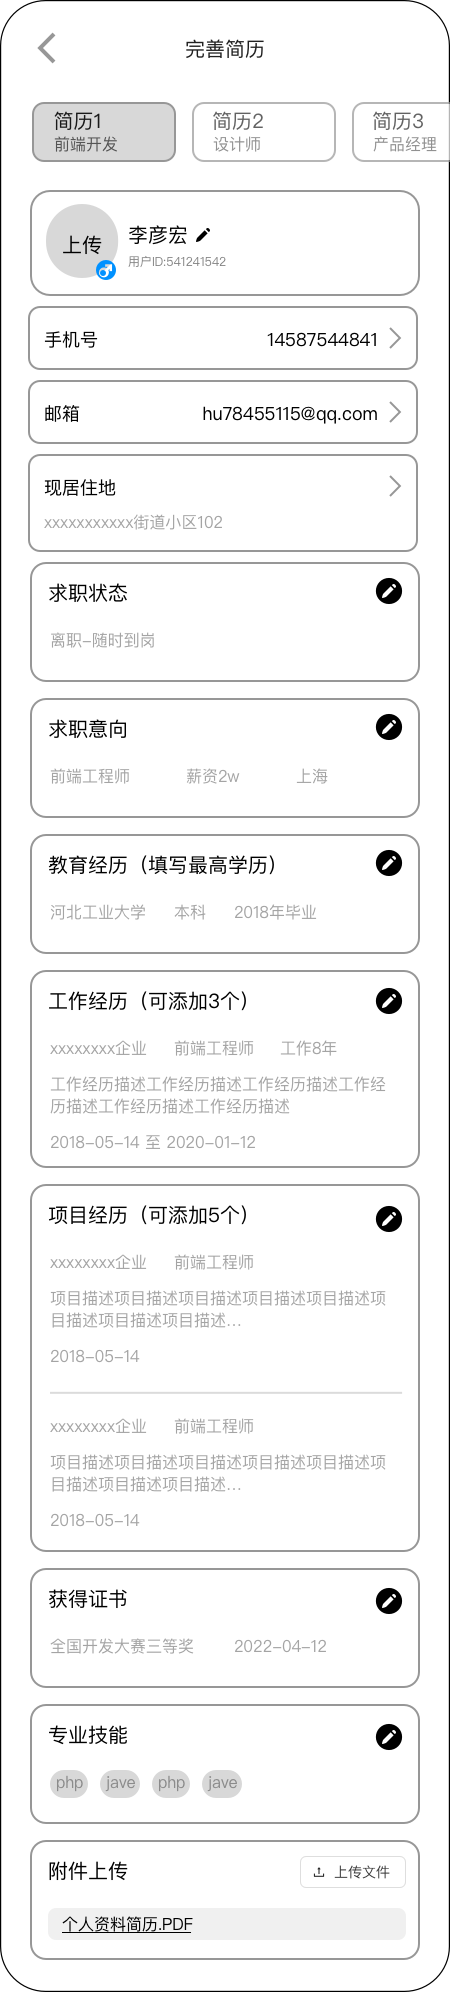 完善简历
简历1
前端开发
简历2
设计师
简历3
产品经理
上传
李彦宏
用户ID:541241542
手机号 14587544841
邮箱 hu78455115@qq.com
现居住地
xxxxxxxxxxx街道小区102
求职状态
离职-随时到岗
求职意向
前端工程师 薪资2w 上海
教育经历（填写最高学历）
河北工业大学 本科 2018年毕业
工作经历（可添加3个）
xxxxxxxx企业 前端工程师 工作8年
工作经历描述工作经历描述工作经历描述工作经
历描述工作经历描述工作经历描述
2018-05-14 至 2020-01-12
项目经历（可添加5个）
xxxxxxxx企业 前端工程师
项目描述项目描述项目描述项目描述项目描述项
目描述项目描述项目描述...
2018-05-14
xxxxxxxx企业 前端工程师
项目描述项目描述项目描述项目描述项目描述项
目描述项目描述项目描述...
2018-05-14
获得证书
全国开发大赛三等奖 2022-04-12
专业技能
php jave php jave
附件上传 上传文件
个人资料简历.PDF